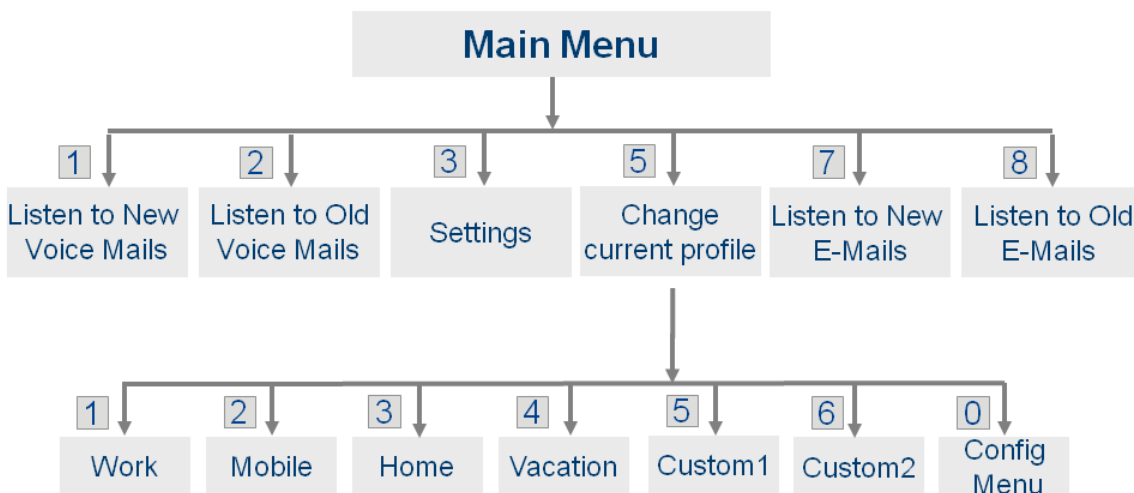 Main Menu
1 2 3 5 7 8
Listen to New
Voice Mails
Listen to Old
Voice Mails
Settings
Change
current profile
Listen to New
E-Mails
Listen to Old
E-Mails
1 2 3 4 5 6 0
Work
Mobile
Home
Vacation
Custom1
Custom2
Config
Menu